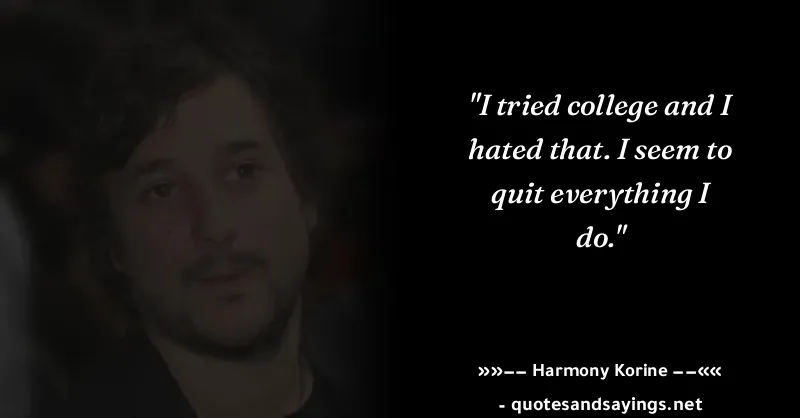 "I tried college and I
hated that. I seem to
quit everything I
do."
»»–– Harmony Korine ––««
- quotesandsayings.net